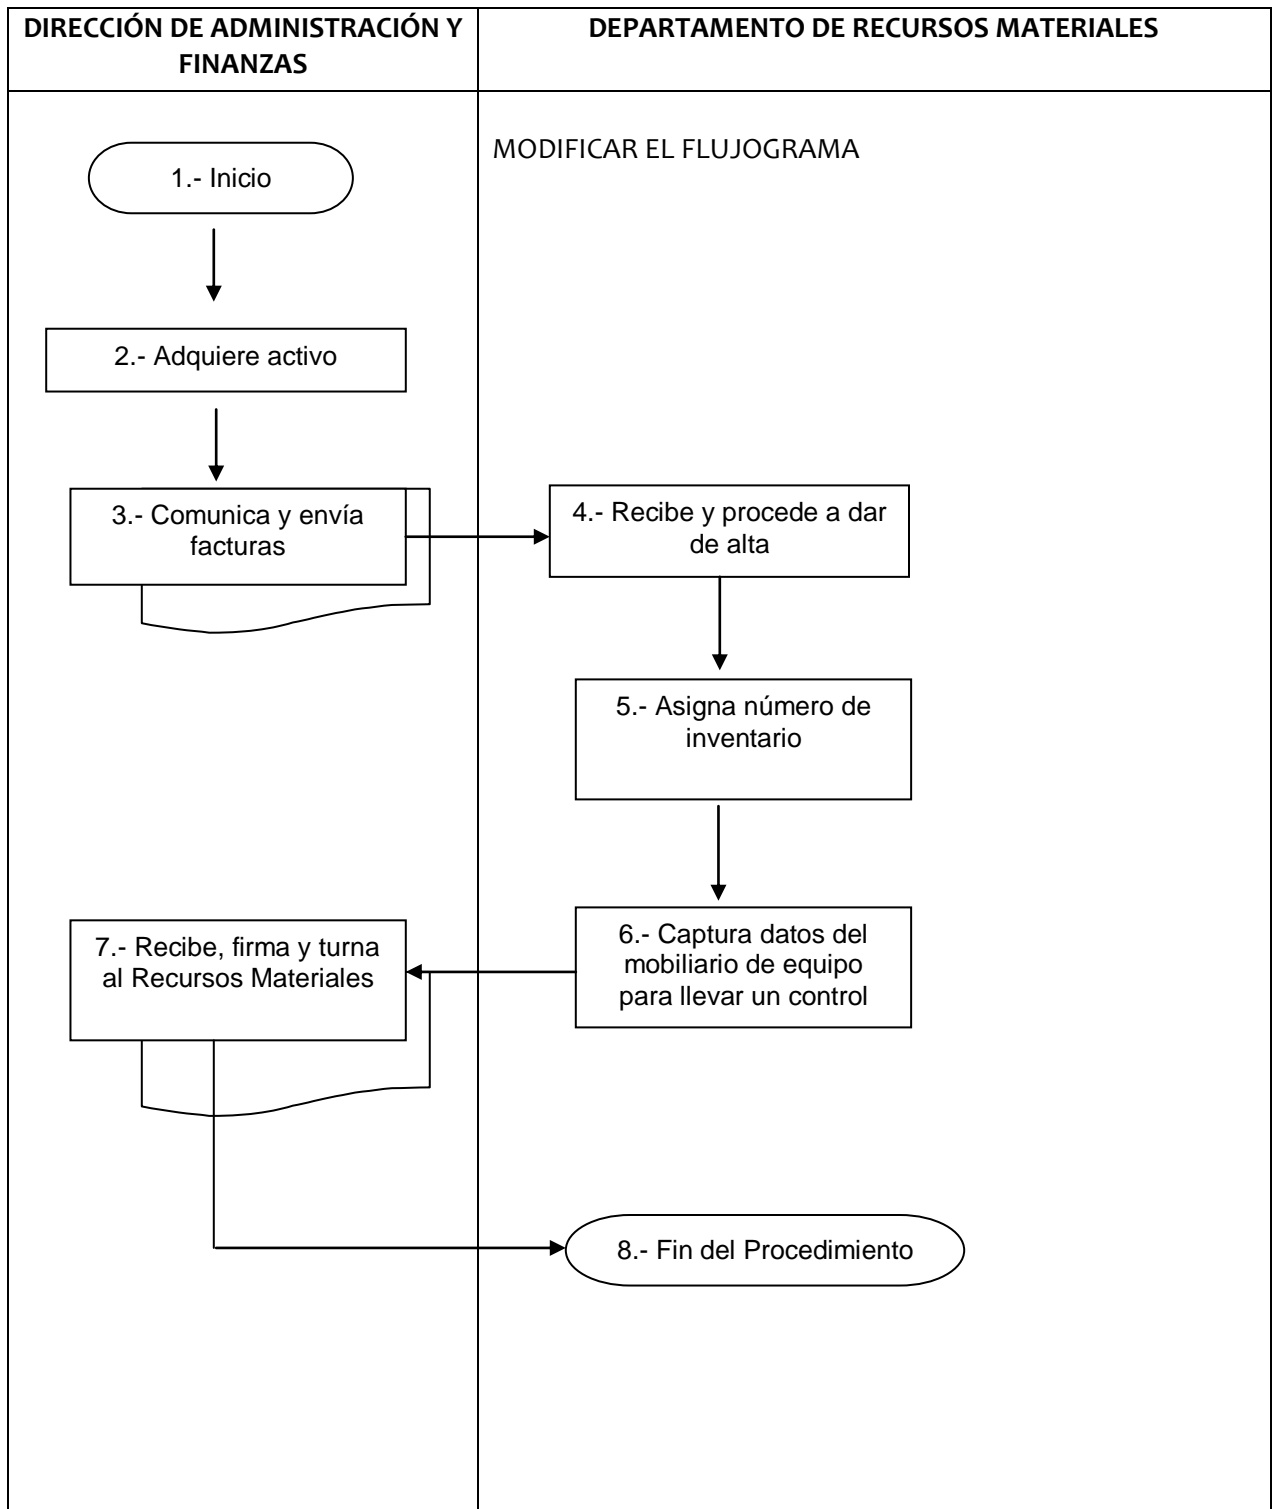 DIRECCIÓN DE ADMINISTRACIÓN Y
FINANZAS
DEPARTAMENTO DE RECURSOS MATERIALES
MODIFICAR EL FLUJOGRAMA
1.- Inicio
2.- Adquiere activo
3.- Comunica y envía
facturas
4.- Recibe y procede a dar
de alta
5.- Asigna número de
inventario
6.- Captura datos del
mobiliario de equipo
para llevar un control
7.- Recibe, firma y turna
al Recursos Materiales
8.- Fin del Procedimiento